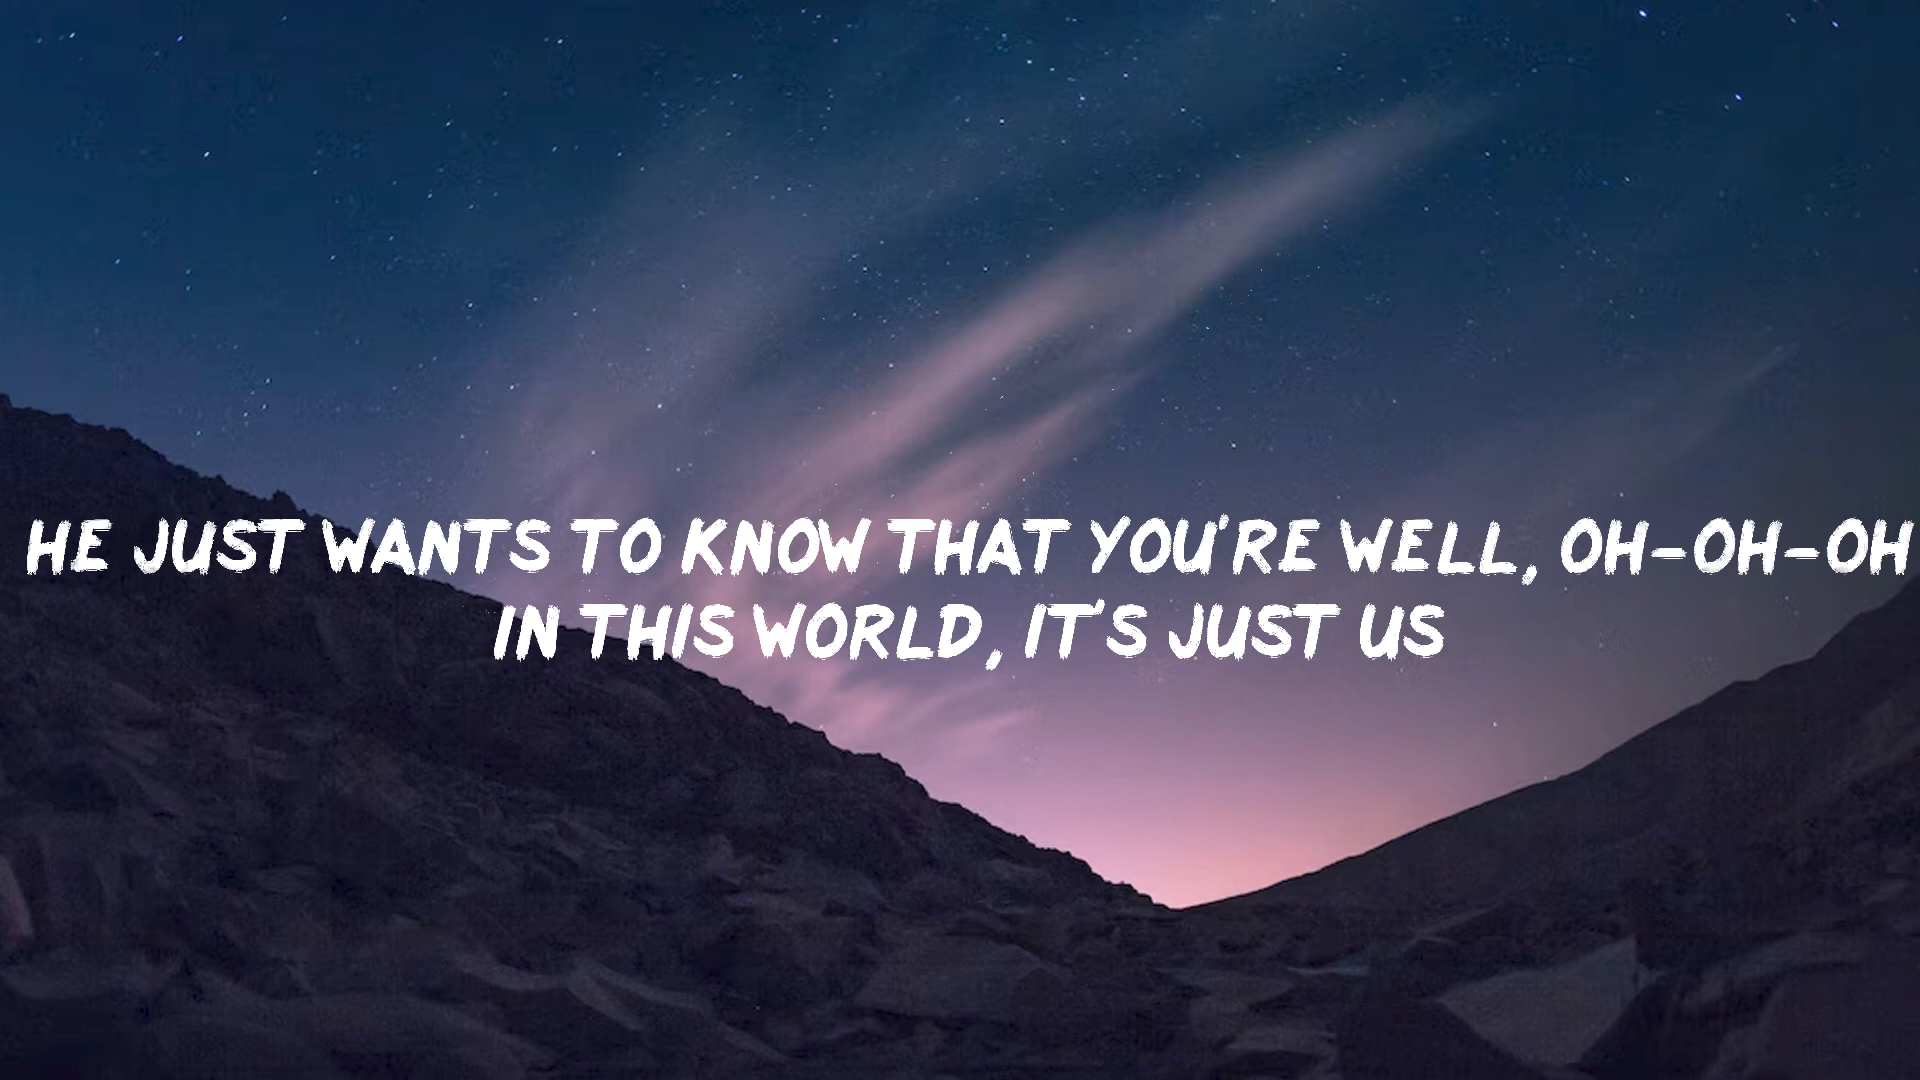 HE JUST WANTS TO KNOW THAT YOU'RE WELL, OH-OH-OH
IN THIS WORLD, IT'S JUST US